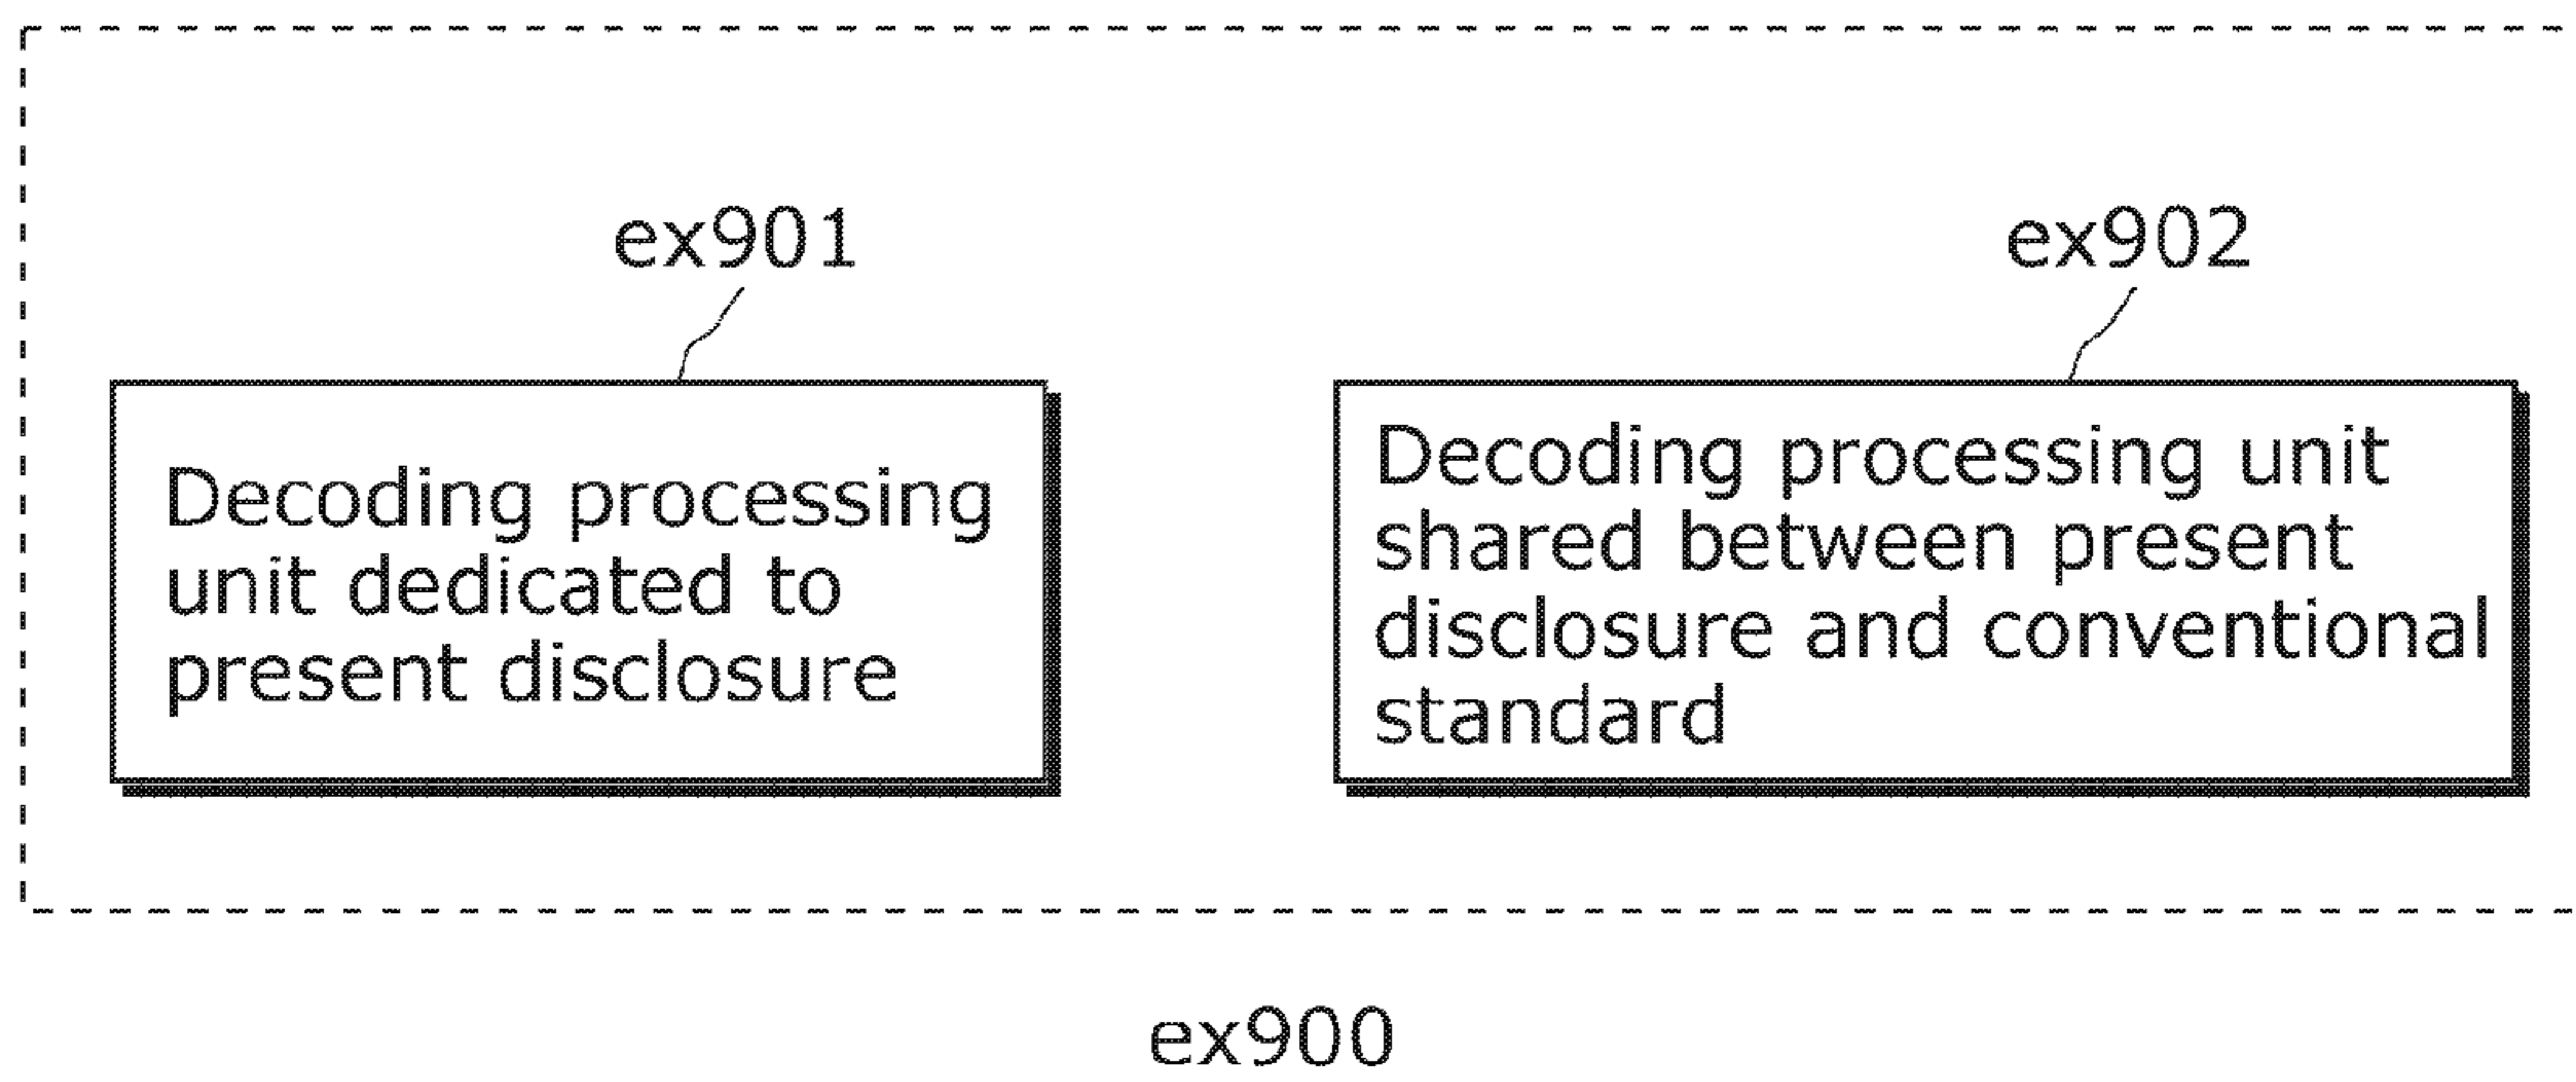 ex901
ex902
Decoding processing
unit dedicated to
present disclosure
Decoding processing unit
shared between present
disclosure and conventional
standard
ex900